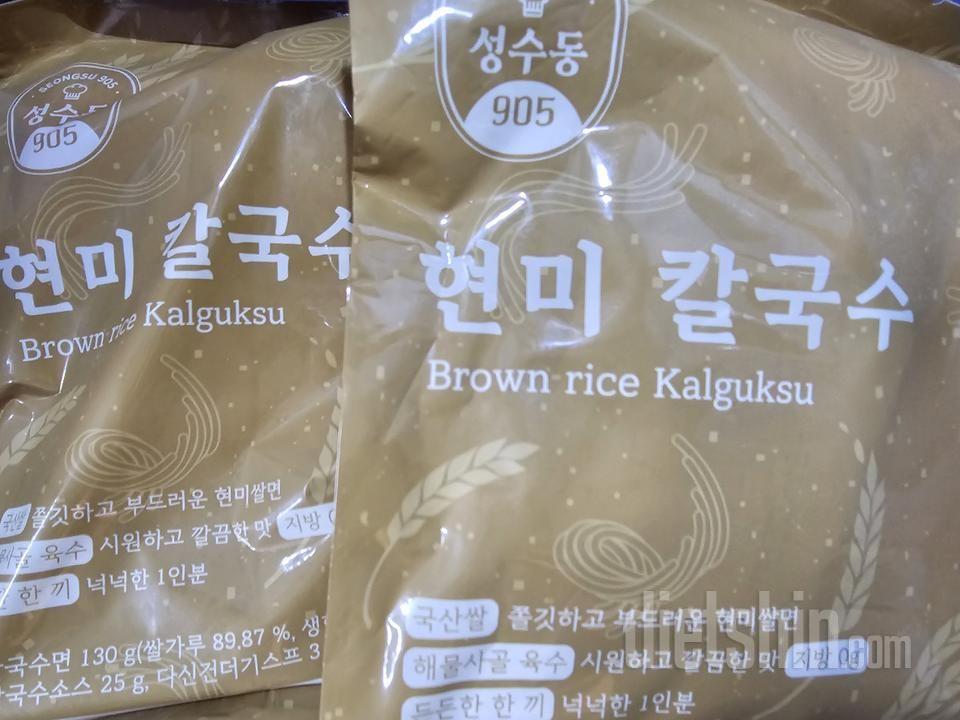 SEONGSU 905
성수동
905
현미 칼국수
Brown rice Kalguksu
쫄깃하고 부드러운 현미쌀면
육수 시원하고 깔끔한 맛 지방
한 끼 넉넉한 1인분
국수면 130 g(쌀가루 89.87 %,
국수소스 25 g, 다시건더기스프 3
성수동
905
현미 칼국수
Brown rice Kalguksu
국산쌀 쫄깃하고 부드러운 현미쌀면
해물사골 육수 시원하고 깔끔한 맛 지방 0g
든든한 한 끼 넉넉한 1인분
dietshin.com